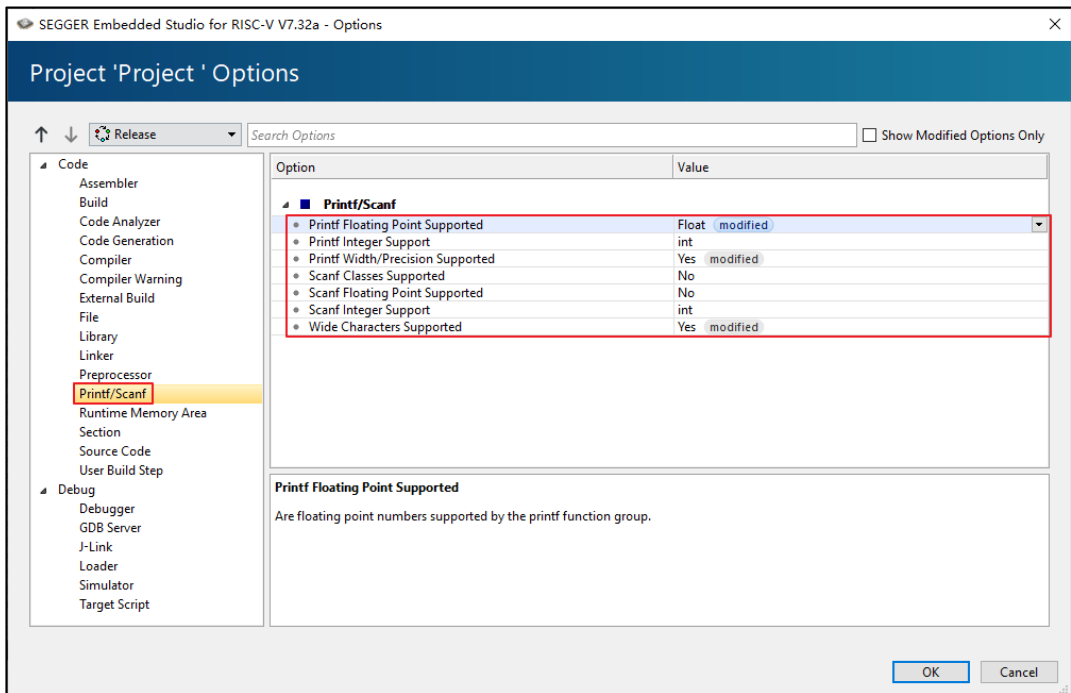 SEGGER Embedded Studio for RISC-V V7.32a - Options
Project 'Project ' Options
Release
Search Options
Show Modified Options Only
Code
Assembler
Build
Code Analyzer
Code Generation
Compiler
Compiler Warning
External Build
File
Library
Linker
Preprocessor
Printf/Scanf
Runtime Memory Area
Section
Source Code
User Build Step
Debug
Debugger
GDB Server
J-Link
Loader
Simulator
Target Script
Option Value
Printf/Scanf
Printf Floating Point Supported Float modified
Printf Integer Support int
Printf Width/Precision Supported Yes modified
Scanf Classes Supported No
Scanf Floating Point Supported No
Scanf Integer Support int
Wide Characters Supported Yes modified
Printf Floating Point Supported
Are floating point numbers supported by the printf function group.
OK Cancel